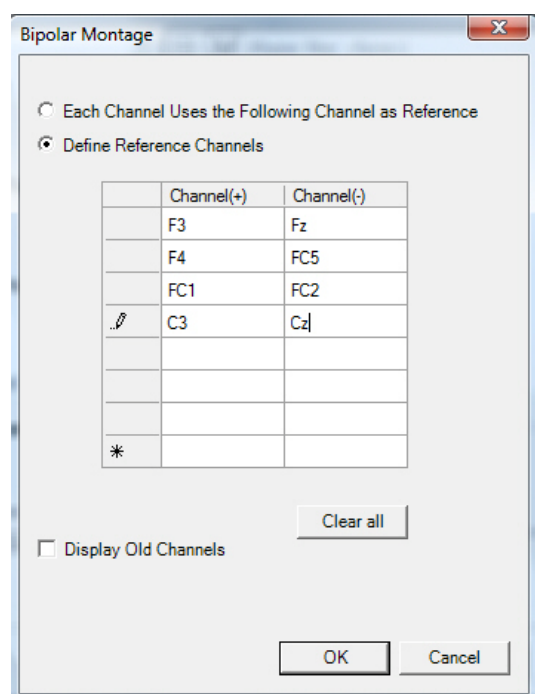 Bipolar Montage
Each Channel Uses the Following Channel as Reference
Define Reference Channels
Channel(+) Channel(-)
F3 Fz
F4 FC5
FC1 FC2
C3 Cz
Clear all
Display Old Channels
OK Cancel